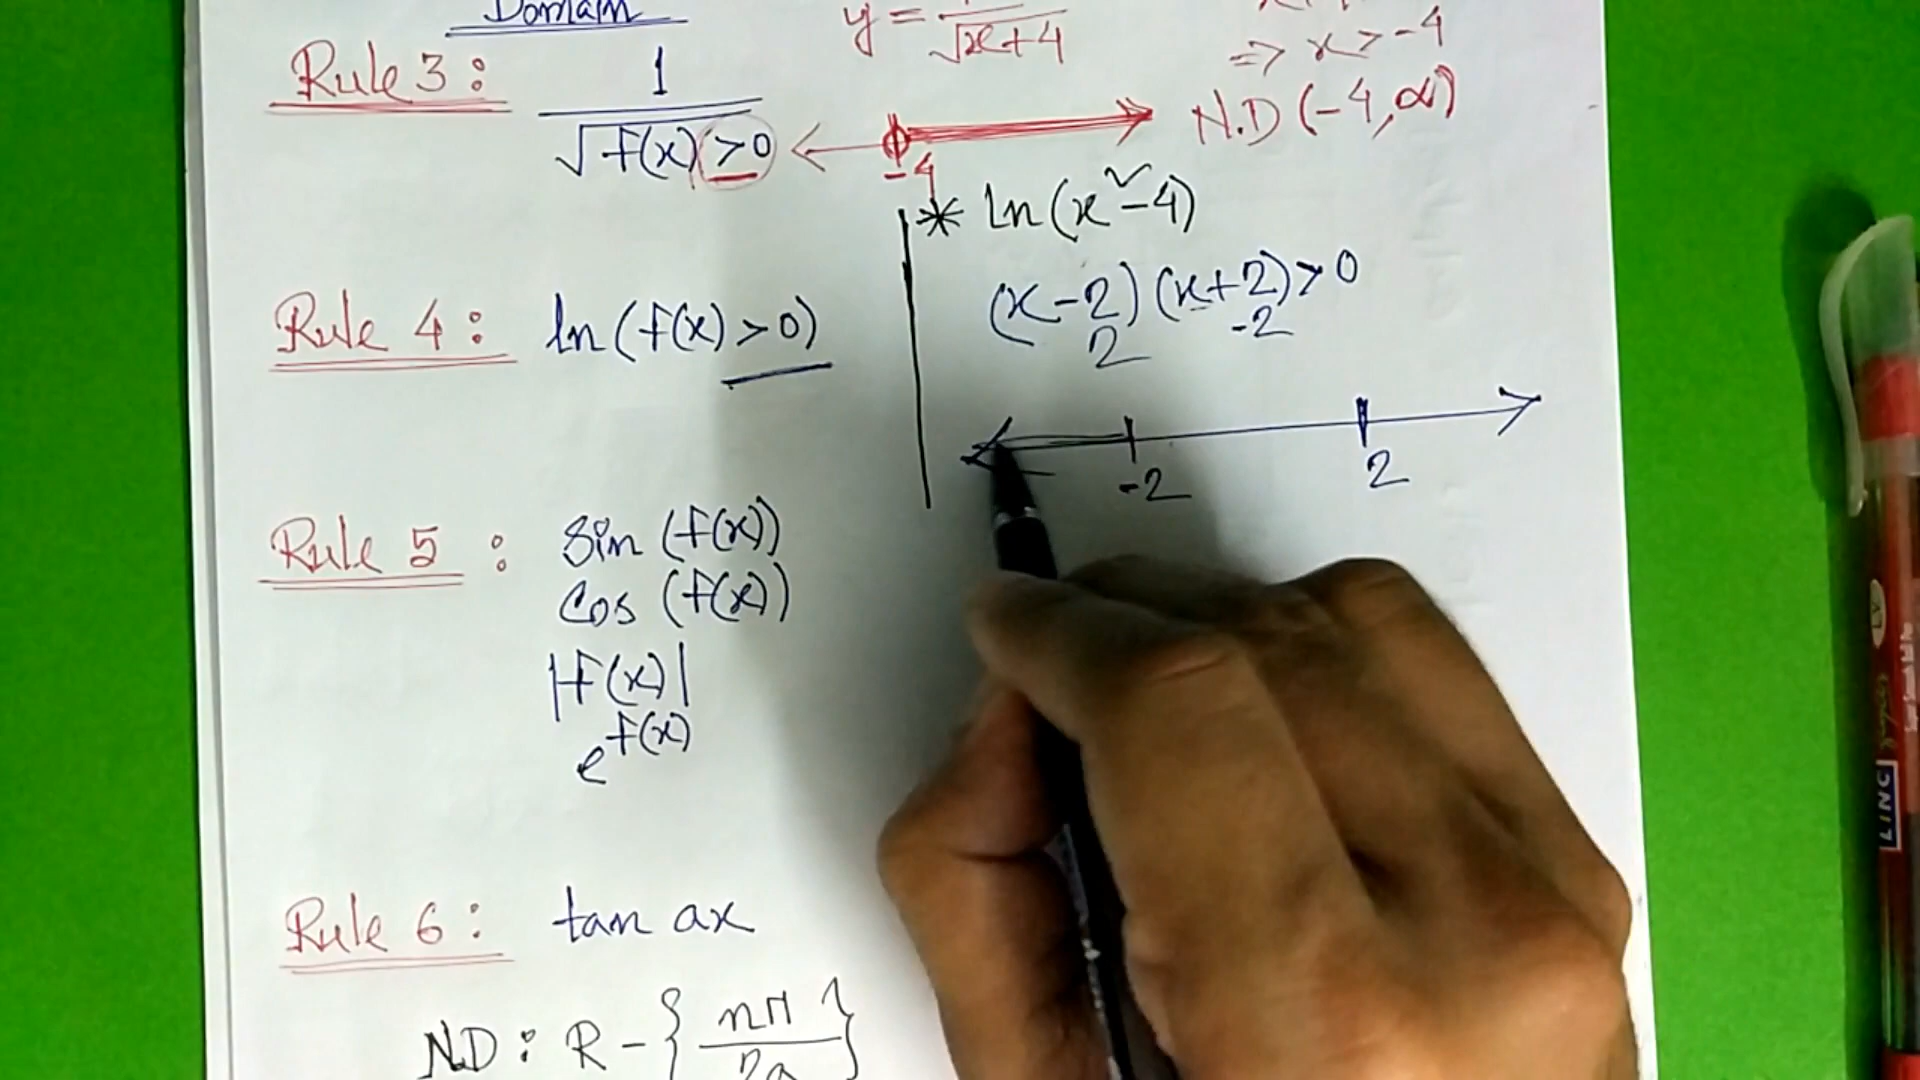 Domain
Rule 3 : 1/√f(x) >0
y = 1/√x+4
=> x > -4
-4
N.D (-4, α)
* ln(x²-4)
(x-2)(x+2)>0
2 -2
-2 2
Rule 4 : ln(f(x) >0)
Rule 5 : Sin (f(x))
Cos (f(x))
|f(x)|
e^f(x)
Rule 6 : tan ax
N.D : R - {nπ/2a}
LINC